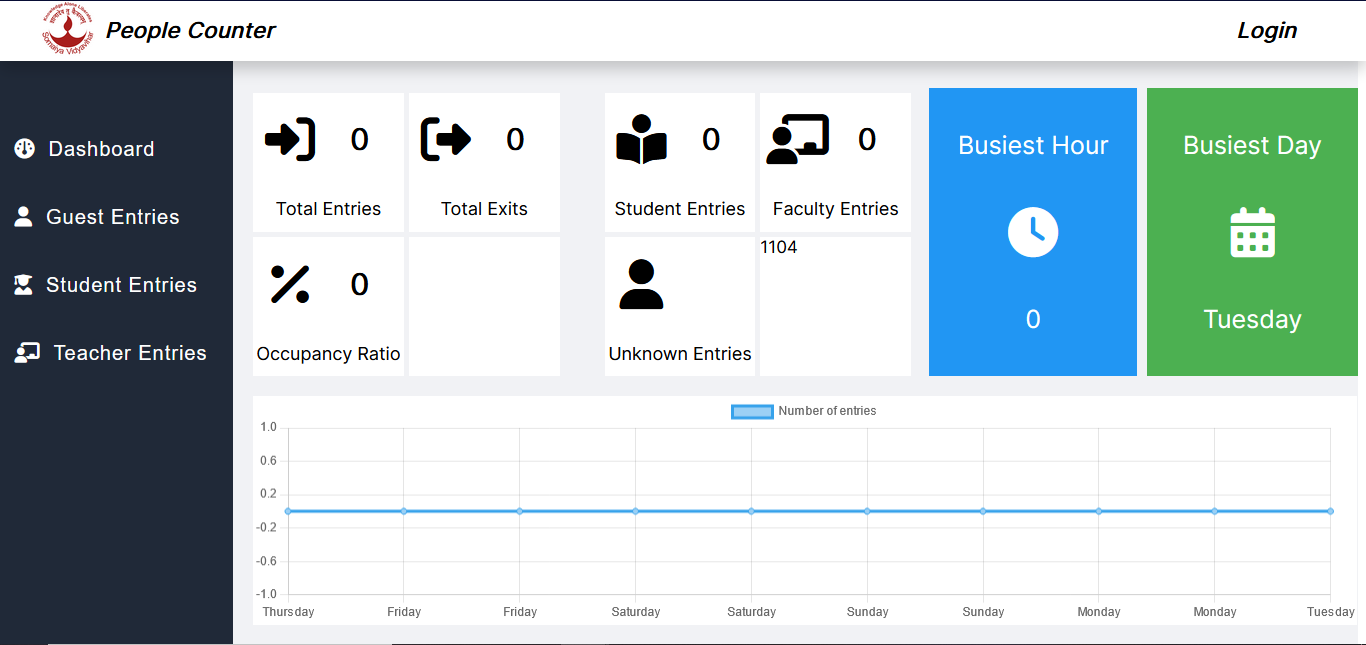 Knowledge Alone Liberates
Somaiya Vidyavihar
People Counter
Login
Dashboard
Guest Entries
Student Entries
Teacher Entries
0
Total Entries
0
Total Exits
0
Student Entries
0
Faculty Entries
0
Occupancy Ratio
Unknown Entries
1104
Busiest Hour
0
Busiest Day
Tuesday
Number of entries
1.0
0.6
0.2
-0.2
-0.6
-1.0
Thursday Friday Friday Saturday Saturday Sunday Sunday Monday Monday Tuesday